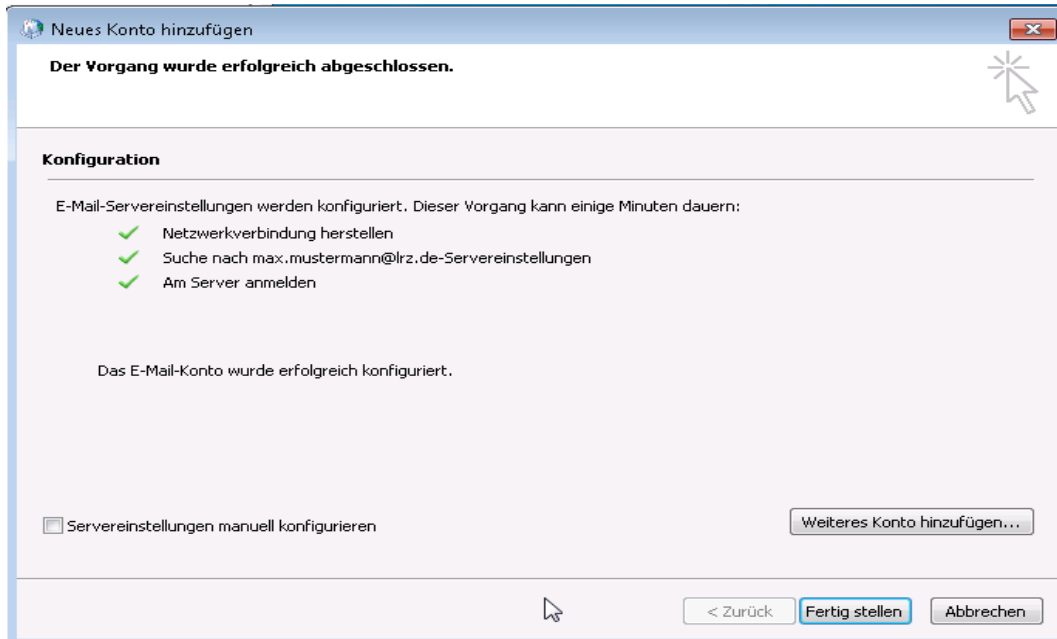 Neues Konto hinzufügen
Der Vorgang wurde erfolgreich abgeschlossen.
Konfiguration
E-Mail-Servereinstellungen werden konfiguriert. Dieser Vorgang kann einige Minuten dauern:
Netzwerkverbindung herstellen
Suche nach max.mustermann@lrz.de-Servereinstellungen
Am Server anmelden
Das E-Mail-Konto wurde erfolgreich konfiguriert.
Servereinstellungen manuell konfigurieren
Weiteres Konto hinzufügen...
< Zurück
Fertig stellen
Abbrechen